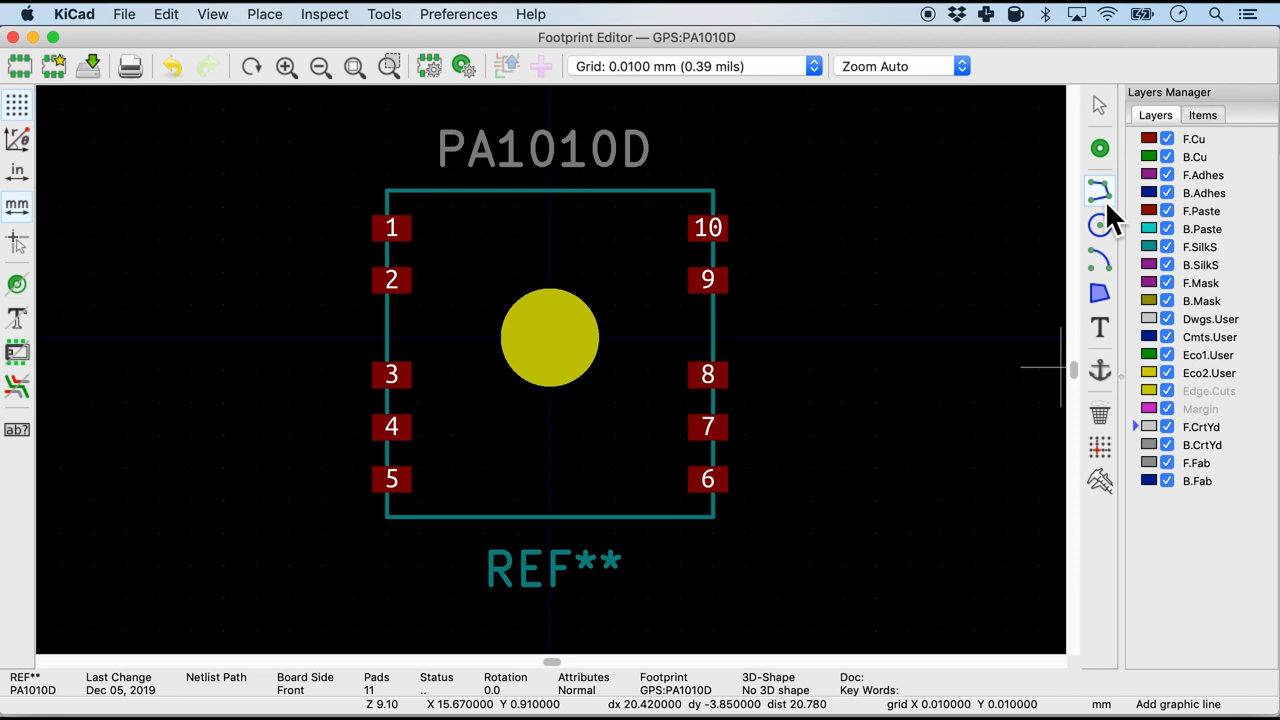 KiCad File Edit View Place Inspect Tools Preferences Help
Footprint Editor — GPS:PA1010D
Grid: 0.0100 mm (0.39 mils) Zoom Auto
Layers Manager
Layers Items
in
mm
T
ab?
PA1010D
1 10
2 9
3 8
4 7
5 6
REF**
F.Cu
B.Cu
F.Adhes
B.Adhes
F.Paste
B.Paste
F.SilkS
B.SilkS
F.Mask
B.Mask
Dwgs.User
Cmts.User
Eco1.User
Eco2.User
Edge.Cuts
Margin
F.CrtYd
B.CrtYd
F.Fab
B.Fab
REF** Last Change Netlist Path Board Side Pads Status Rotation Attributes Footprint 3D-Shape Doc:
PA1010D Dec 05, 2019 Front 11 .. 0.0 Normal GPS:PA1010D No 3D shape Key Words:
Z 9.10 X 15.670000 Y 0.910000 dx 20.420000 dy -3.850000 dist 20.780 grid X 0.010000 Y 0.010000 mm Add graphic line